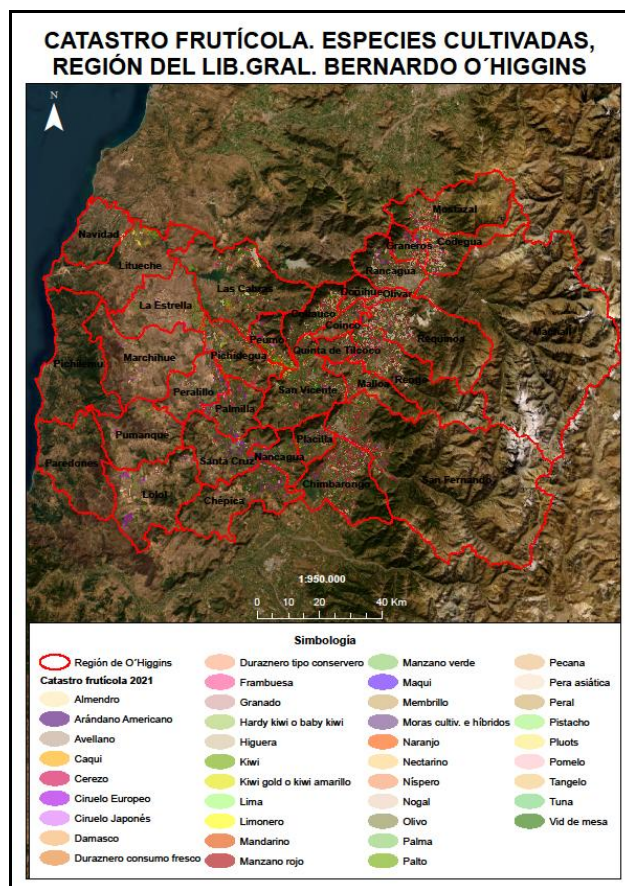 CATASTRO FRUTÍCOLA. ESPECIES CULTIVADAS,
REGIÓN DEL LIB.GRAL. BERNARDO O´HIGGINS
N
Mostazal
Navidad
Graneros
Codegua
Litueche
Rancagua
Las Cabras
Doñihue
Olivar
La Estrella
Machalí
Coltauco
Coinco
Peumo
Requinoa
Pichilemu
Marchihue
Pichidegua
Quinta de Tilcoco
Rengo
Malloa
Peralillo
San Vicente
Palmilla
Pumanque
Placilla
Paredones
Santa Cruz
Nancagua
San Fernando
Lolol
Chimbarongo
Chépica
1:950.000
0 10 20 40 Km
Simbología
Región de O´Higgins
Catastro frutícola 2021
Almendro
Arándano Americano
Avellano
Caqui
Cerezo
Ciruelo Europeo
Ciruelo Japonés
Damasco
Duraznero consumo fresco
Duraznero tipo conservero
Frambuesa
Granado
Hardy kiwi o baby kiwi
Higuera
Kiwi
Kiwi gold o kiwi amarillo
Lima
Limonero
Mandarino
Manzano rojo
Manzano verde
Maqui
Membrillo
Moras cultiv. e híbridos
Naranjo
Nectarino
Níspero
Nogal
Olivo
Palma
Palto
Pecana
Pera asiática
Peral
Pistacho
Pluots
Pomelo
Tangelo
Tuna
Vid de mesa